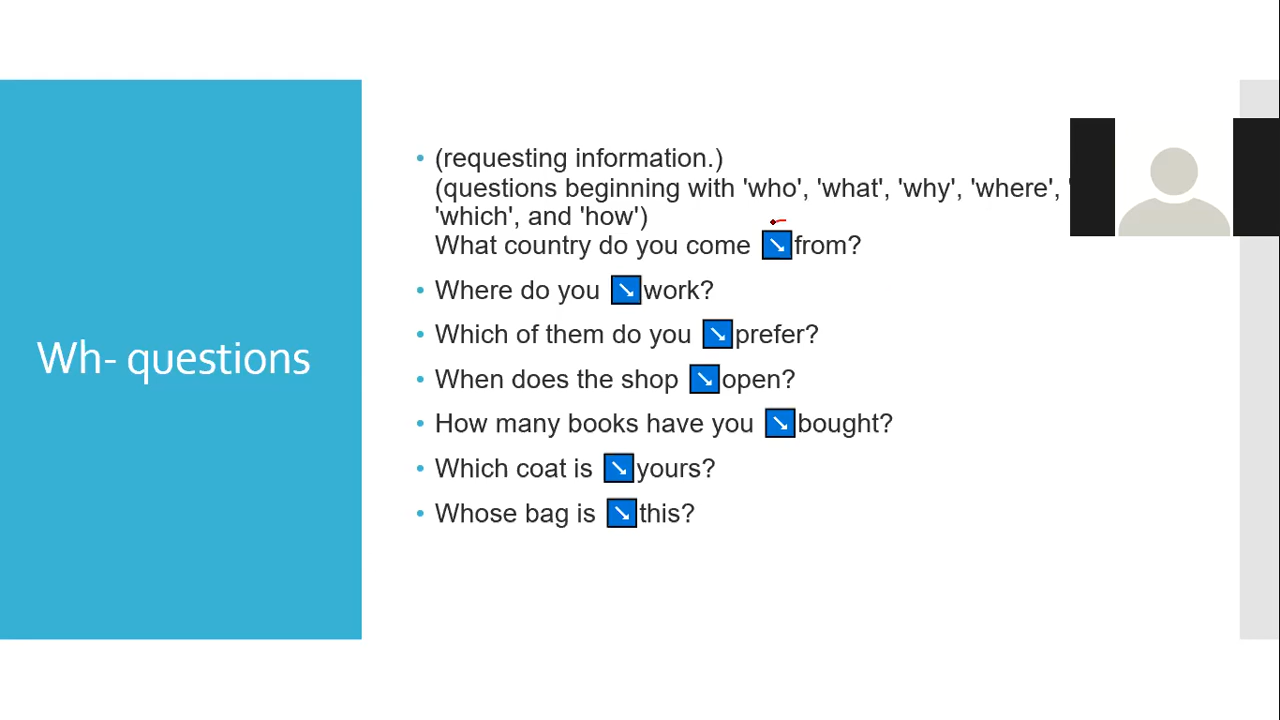 Wh- questions
• (requesting information.)
(questions beginning with 'who', 'what', 'why', 'where',
'which', and 'how')
What country do you come ↘from?
• Where do you ↘work?
• Which of them do you ↘prefer?
• When does the shop ↘open?
• How many books have you ↘bought?
• Which coat is ↘yours?
• Whose bag is ↘this?